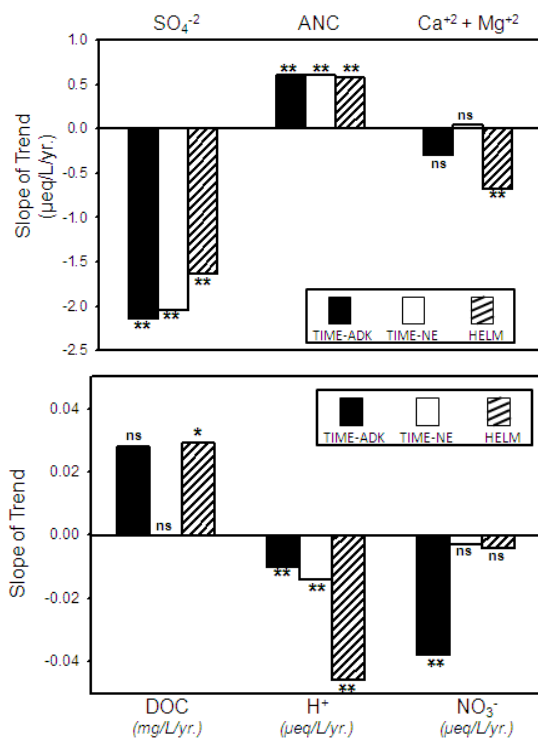 SO₄⁻² ANC Ca⁺² + Mg⁺²
1.0
0.5
0.0
-0.5
-1.0
-1.5
-2.0
-2.5
Slope of Trend
(µeq/L/yr.)
** ** **
ns
ns
**
**
** **
TIME-ADK TIME-NE HELM
0.04
0.02
0.00
-0.02
-0.04
Slope of Trend
TIME-ADK TIME-NE HELM
ns
*
ns
** **
**
ns ns
**
DOC H⁺ NO₃⁻
(mg/L/yr.) (µeq/L/yr.) (µeq/L/yr.)